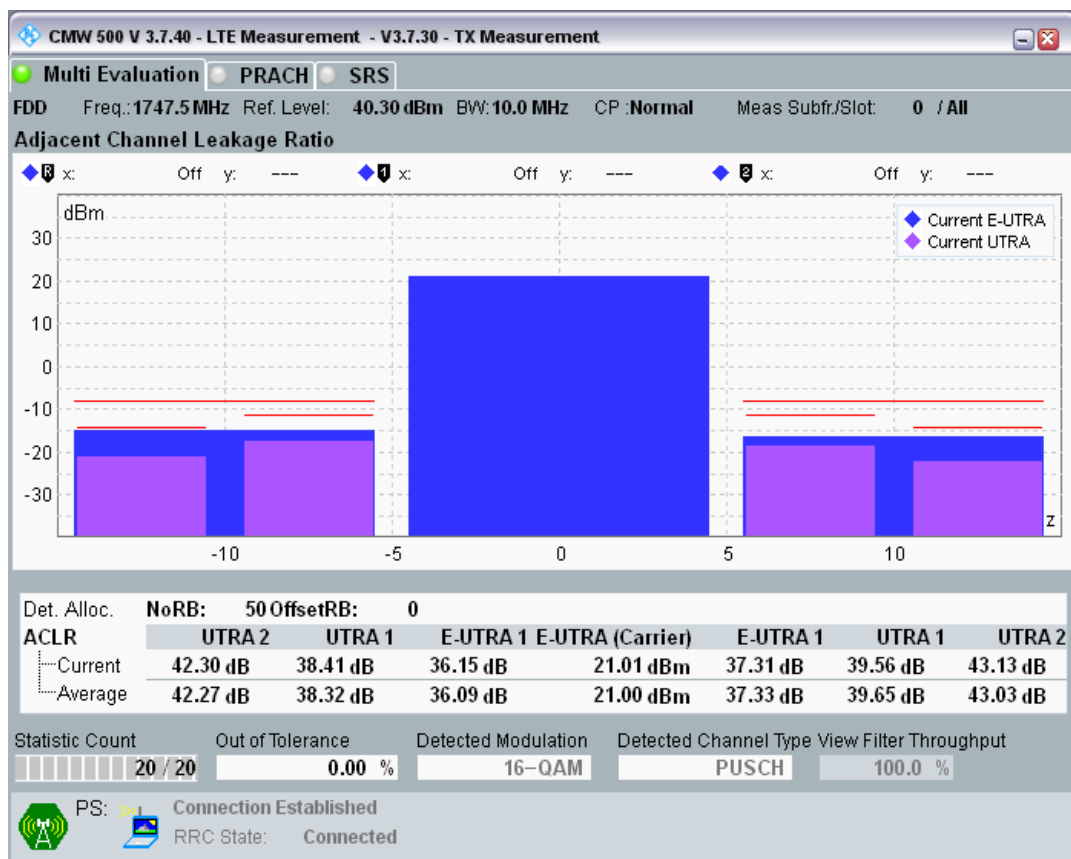 CMW 500 V 3.7.40 - LTE Measurement - V3.7.30 - TX Measurement
Multi Evaluation PRACH SRS
FDD Freq.: 1747.5 MHz Ref. Level: 40.30 dBm BW: 10.0 MHz CP :Normal Meas Subfr./Slot: 0 / All
Adjacent Channel Leakage Ratio
R x: Off y: --- 1 x: Off y: --- 2 x: Off y: ---
dBm
Current E-UTRA
Current UTRA
30
20
10
0
-10
-20
-30
z
-10 -5 0 5 10
Det. Alloc. NoRB: 50 OffsetRB: 0
ACLR UTRA 2 UTRA 1 E-UTRA 1 E-UTRA (Carrier) E-UTRA 1 UTRA 1 UTRA 2
Current 42.30 dB 38.41 dB 36.15 dB 21.01 dBm 37.31 dB 39.56 dB 43.13 dB
Average 42.27 dB 38.32 dB 36.09 dB 21.00 dBm 37.33 dB 39.65 dB 43.03 dB
Statistic Count Out of Tolerance Detected Modulation Detected Channel Type View Filter Throughput
20 / 20 0.00 % 16-QAM PUSCH 100.0 %
PS: Connection Established
RRC State: Connected